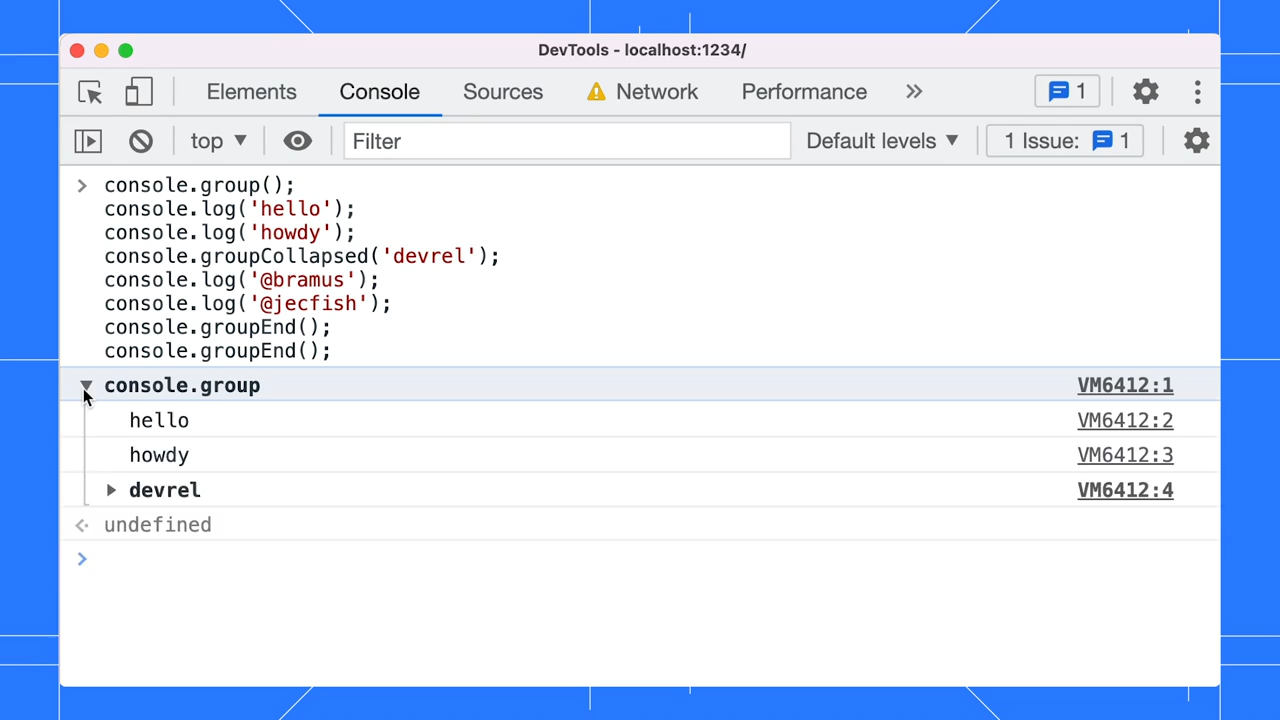 DevTools - localhost:1234/
Elements Console Sources Network Performance 1
top Filter Default levels 1 Issue: 1
console.group();
console.log('hello');
console.log('howdy');
console.groupCollapsed('devrel');
console.log('@bramus');
console.log('@jecfish');
console.groupEnd();
console.groupEnd();
console.group VM6412:1
hello VM6412:2
howdy VM6412:3
devrel VM6412:4
undefined